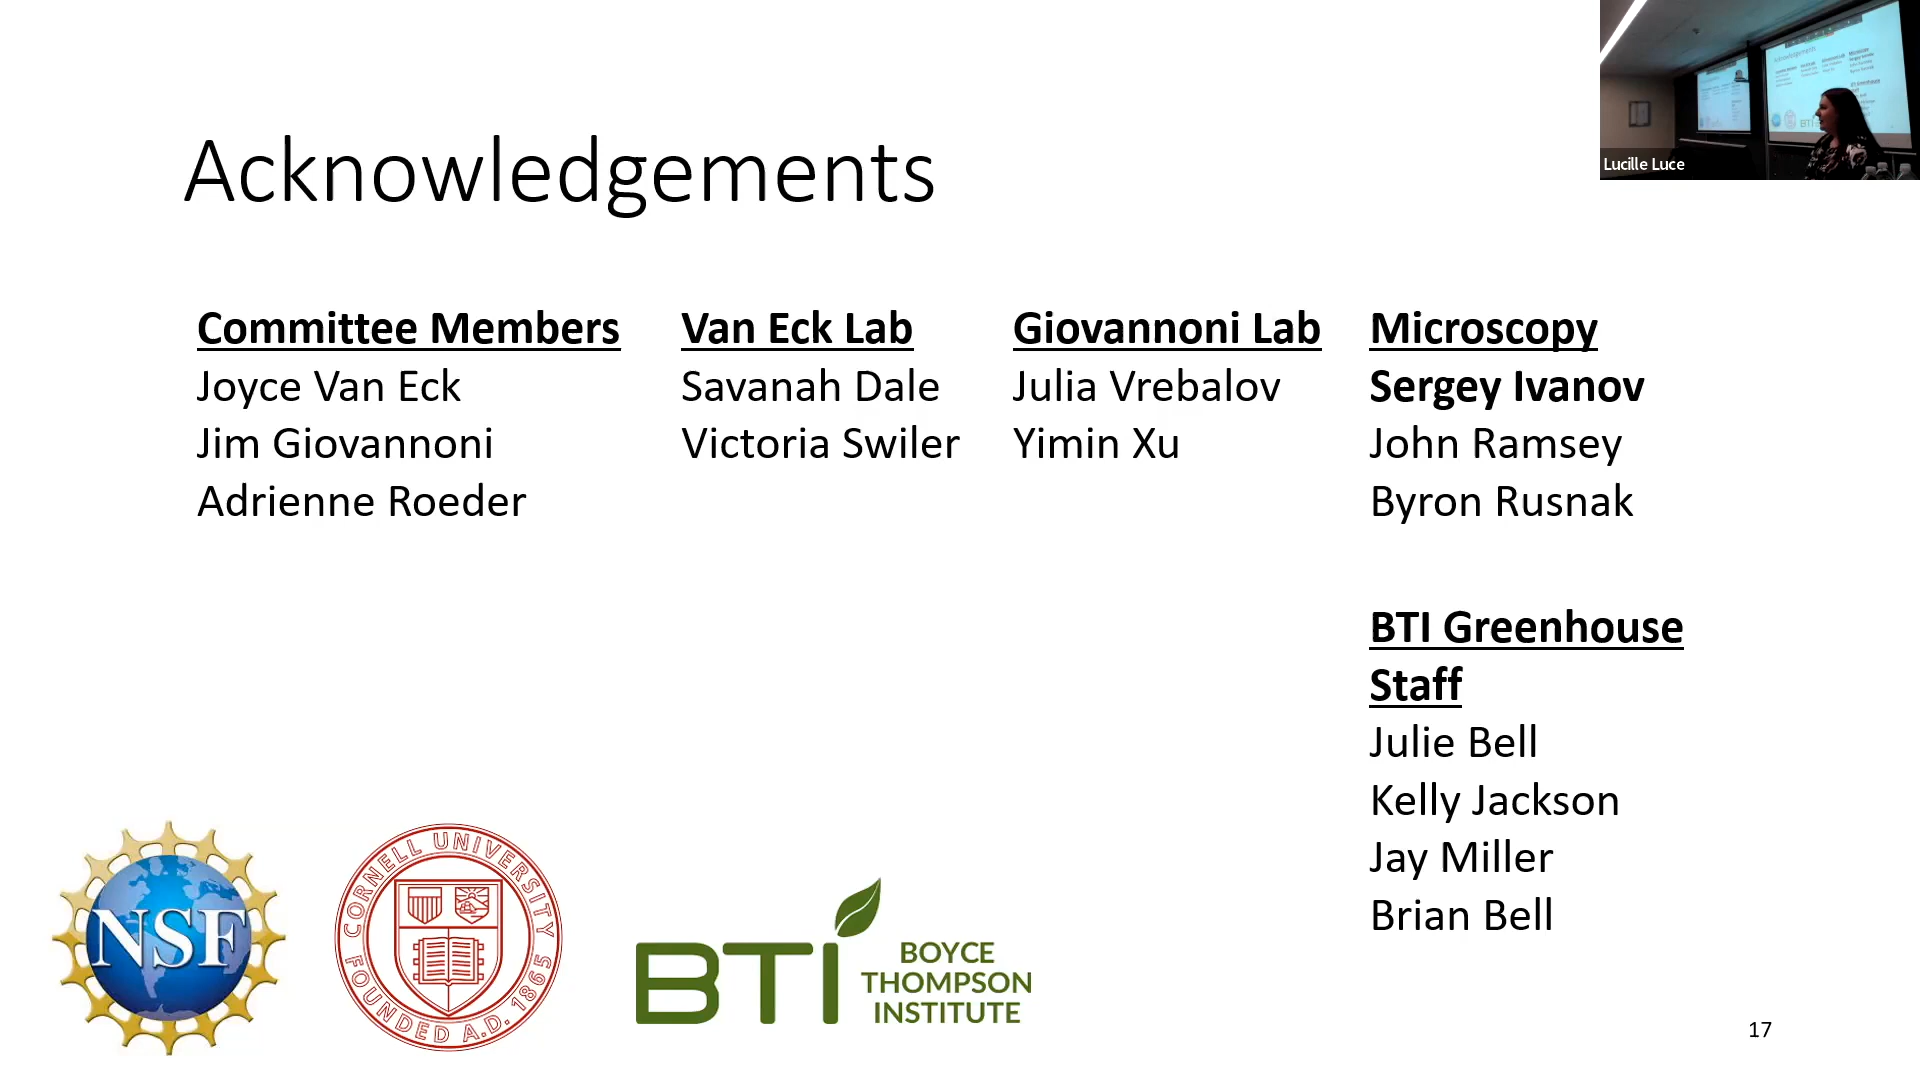 Acknowledgements
Lucille Luce
Committee Members
Joyce Van Eck
Jim Giovannoni
Adrienne Roeder
Van Eck Lab
Savanah Dale
Victoria Swiler
Giovannoni Lab
Julia Vrebalov
Yimin Xu
Microscopy
Sergey Ivanov
John Ramsey
Byron Rusnak
BTI Greenhouse
Staff
Julie Bell
Kelly Jackson
Jay Miller
Brian Bell
NSF
CORNELL UNIVERSITY
FOUNDED A.D. 1865
BTI
BOYCE
THOMPSON
INSTITUTE
17